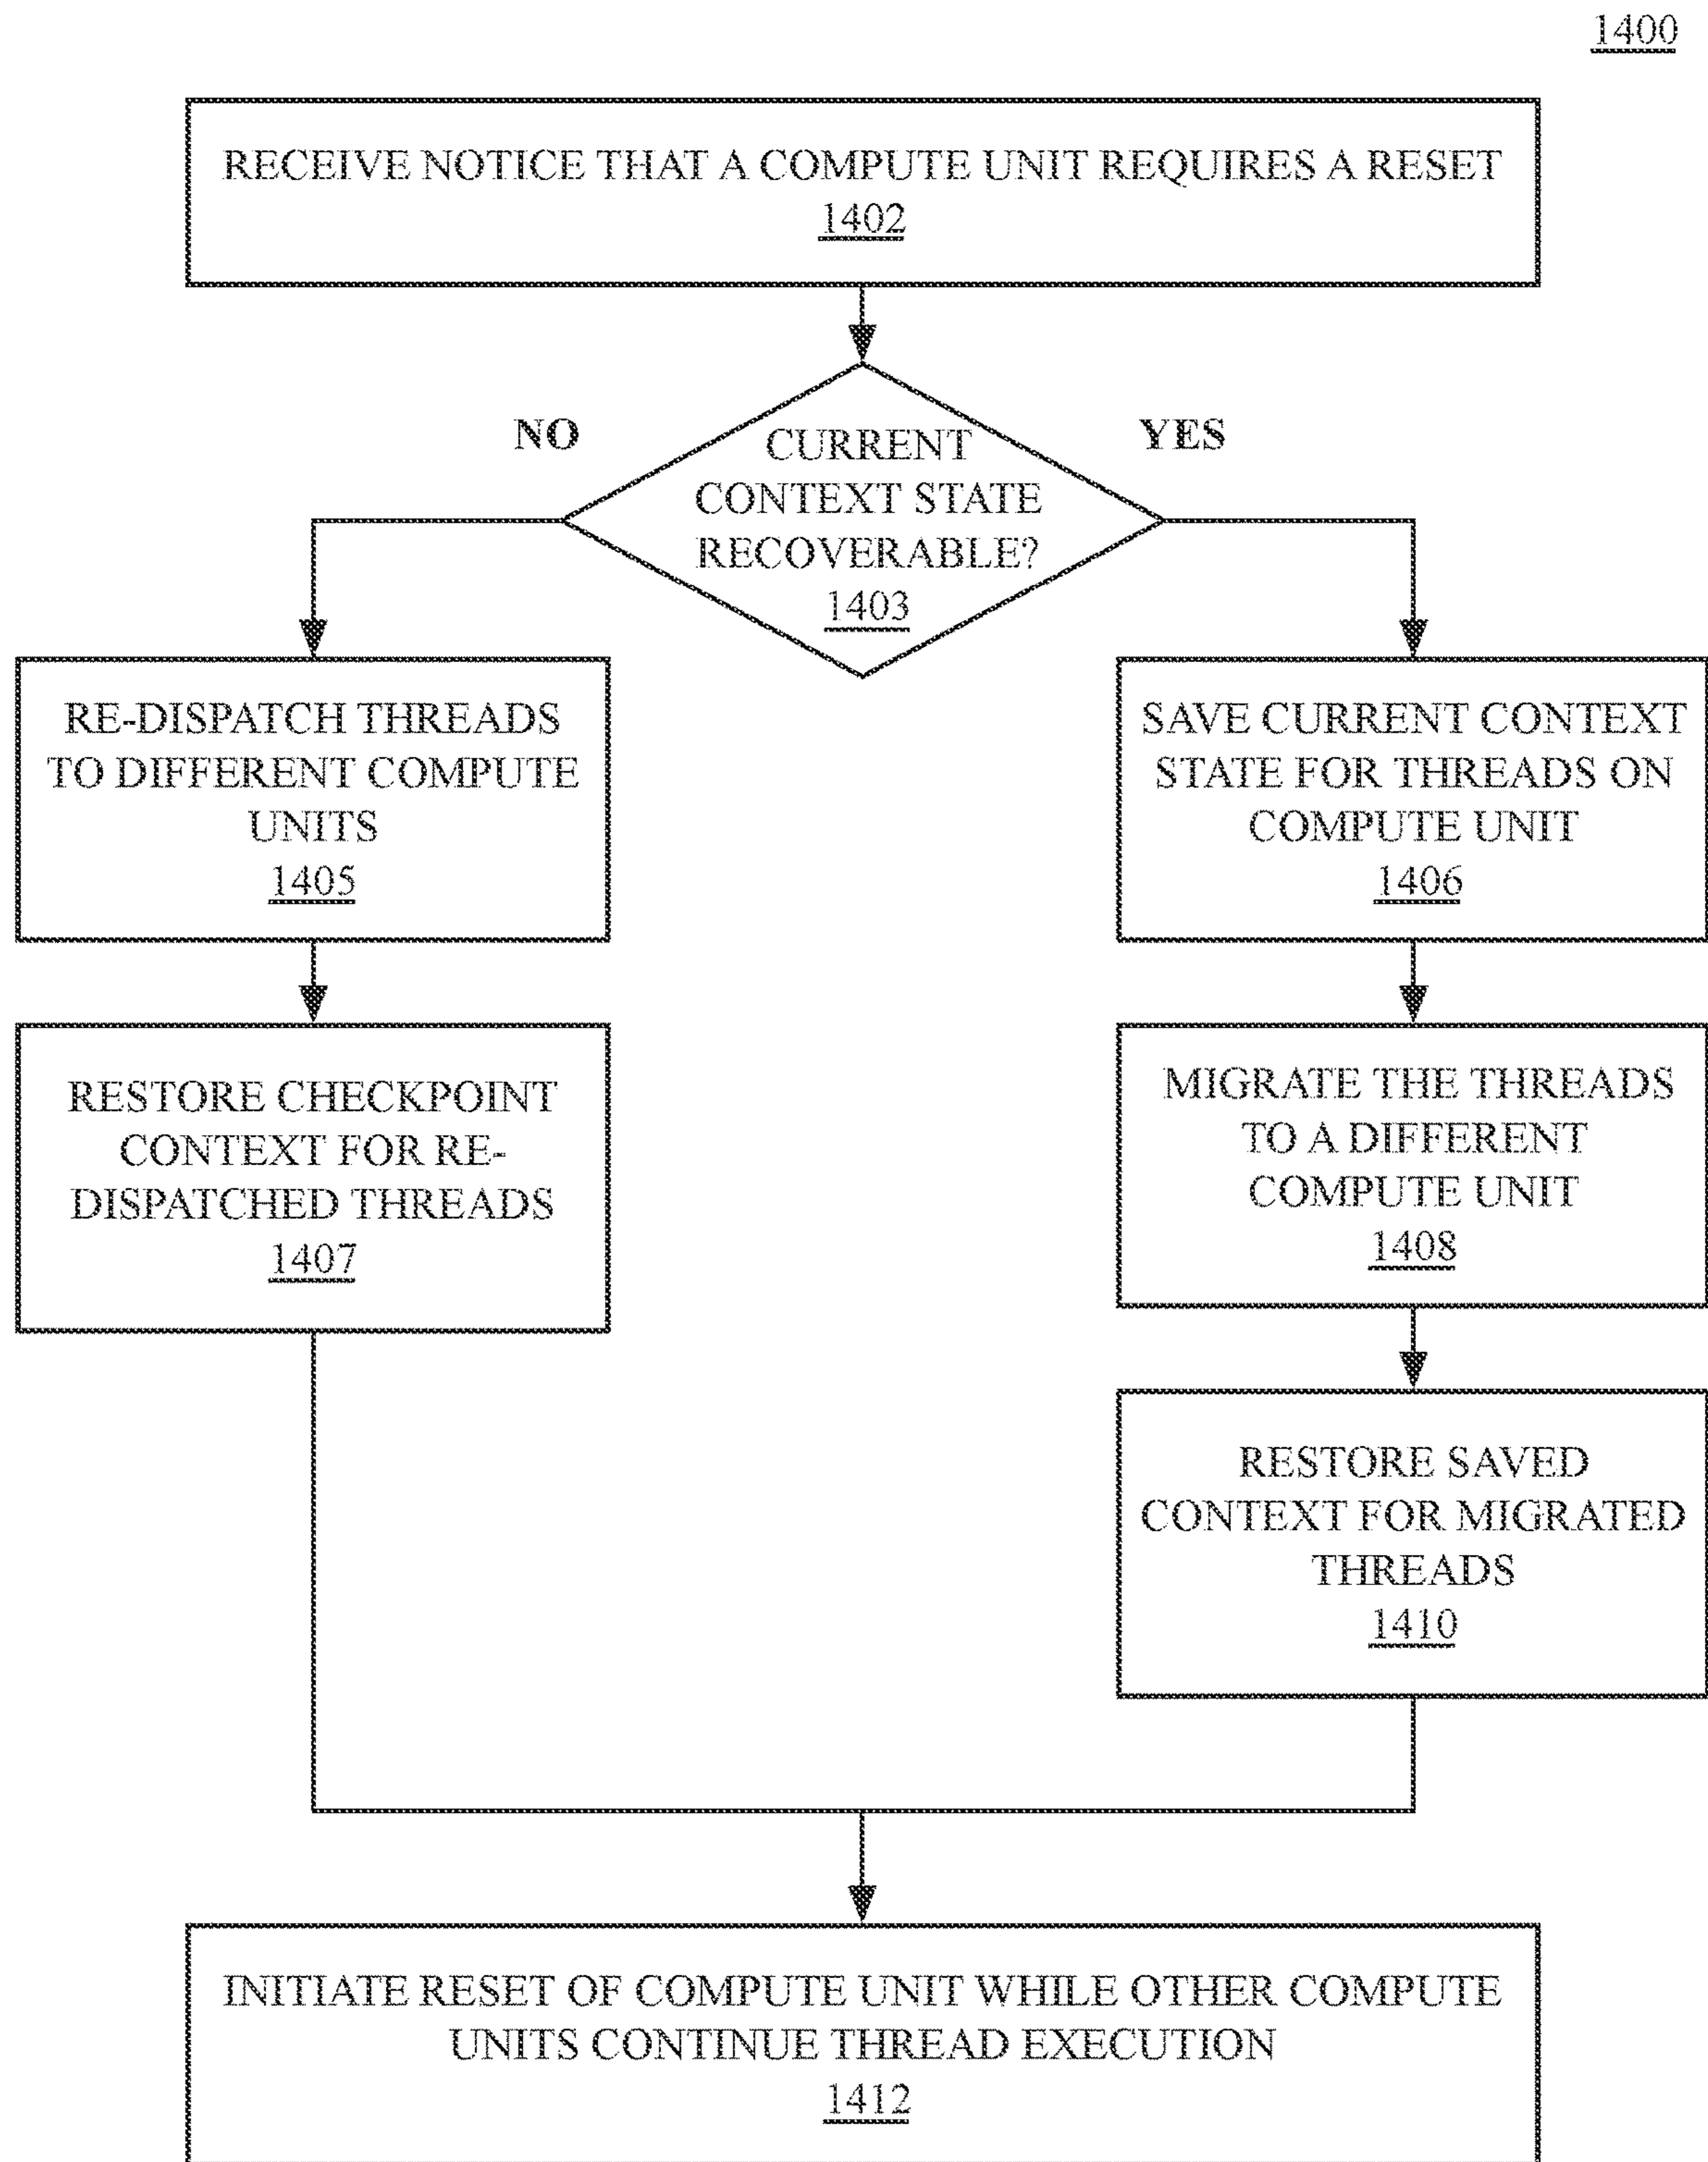 1400
RECEIVE NOTICE THAT A COMPUTE UNIT REQUIRES A RESET
1402
NO
YES
CURRENT
CONTEXT STATE
RECOVERABLE?
1403
RE-DISPATCH THREADS
TO DIFFERENT COMPUTE
UNITS
1405
SAVE CURRENT CONTEXT
STATE FOR THREADS ON
COMPUTE UNIT
1406
RESTORE CHECKPOINT
CONTEXT FOR RE-
DISPATCHED THREADS
1407
MIGRATE THE THREADS
TO A DIFFERENT
COMPUTE UNIT
1408
RESTORE SAVED
CONTEXT FOR MIGRATED
THREADS
1410
INITIATE RESET OF COMPUTE UNIT WHILE OTHER COMPUTE
UNITS CONTINUE THREAD EXECUTION
1412